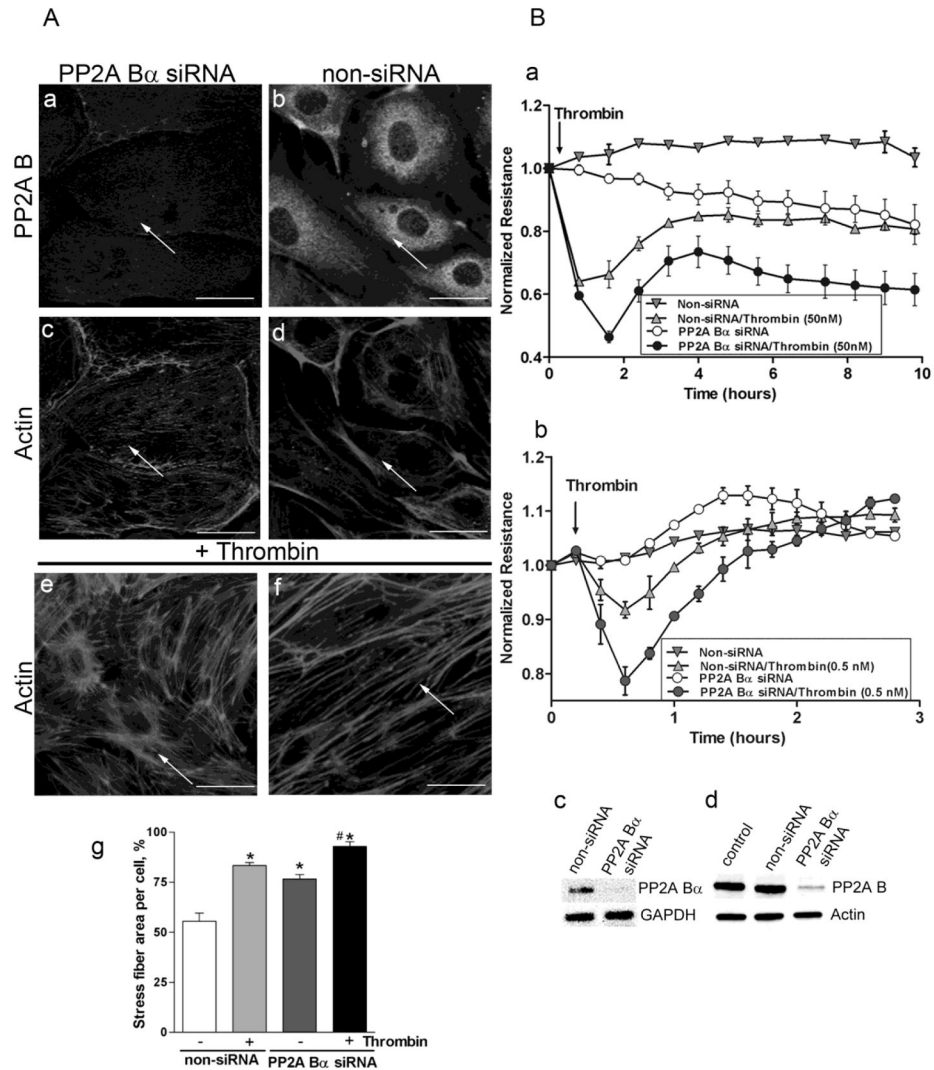 A
PP2A Bα siRNA
non-siRNA
a
b
PP2A B
c
d
Actin
+ Thrombin
e
f
Actin
g
100
75
50
25
0
Stress fiber area per cell, %
*
*
#*
- + - + Thrombin
non-siRNA PP2A Bα siRNA
B
a
Thrombin
1.2
1.0
0.8
0.6
0.4
Normalized Resistance
Non-siRNA
Non-siRNA/Thrombin (50nM)
PP2A Bα siRNA
PP2A Bα siRNA/Thrombin (50nM)
0 2 4 6 8 10
Time (hours)
b
Thrombin
1.2
1.1
1.0
0.9
0.8
Normalized Resistance
Non-siRNA
Non-siRNA/Thrombin(0.5 nM)
PP2A Bα siRNA
PP2A Bα siRNA/Thrombin (0.5 nM)
0 1 2 3
Time (hours)
c
non-siRNA
PP2A Bα
siRNA
PP2A Bα
GAPDH
d
control
non-siRNA
PP2A Bα
siRNA
PP2A B
Actin